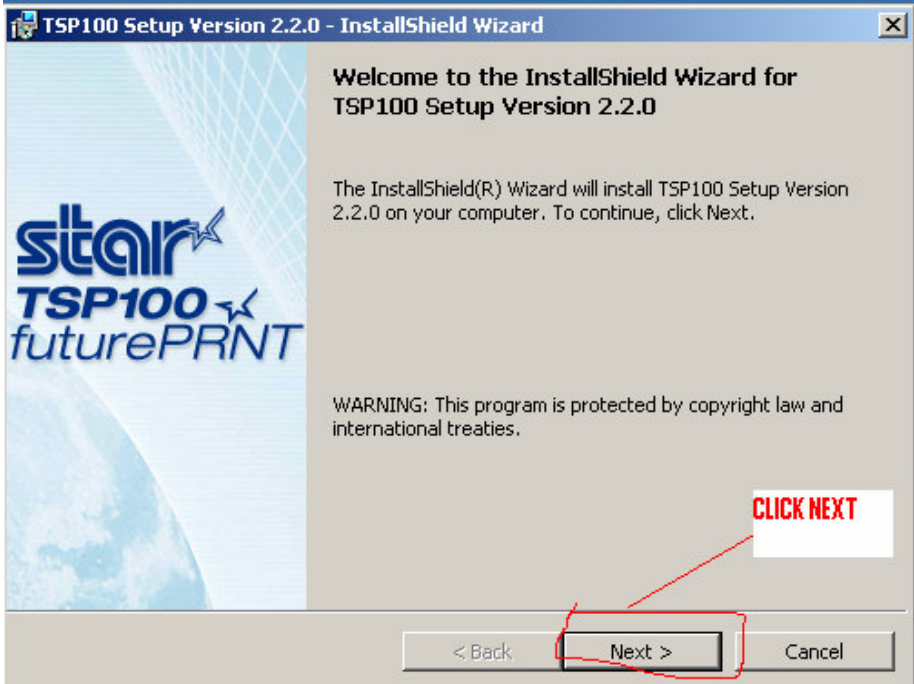 TSP100 Setup Version 2.2.0 - InstallShield Wizard
Welcome to the InstallShield Wizard for
TSP100 Setup Version 2.2.0
The InstallShield(R) Wizard will install TSP100 Setup Version
2.2.0 on your computer. To continue, click Next.
star
TSP100
futurePRNT
WARNING: This program is protected by copyright law and
international treaties.
CLICK NEXT
< Back
Next >
Cancel